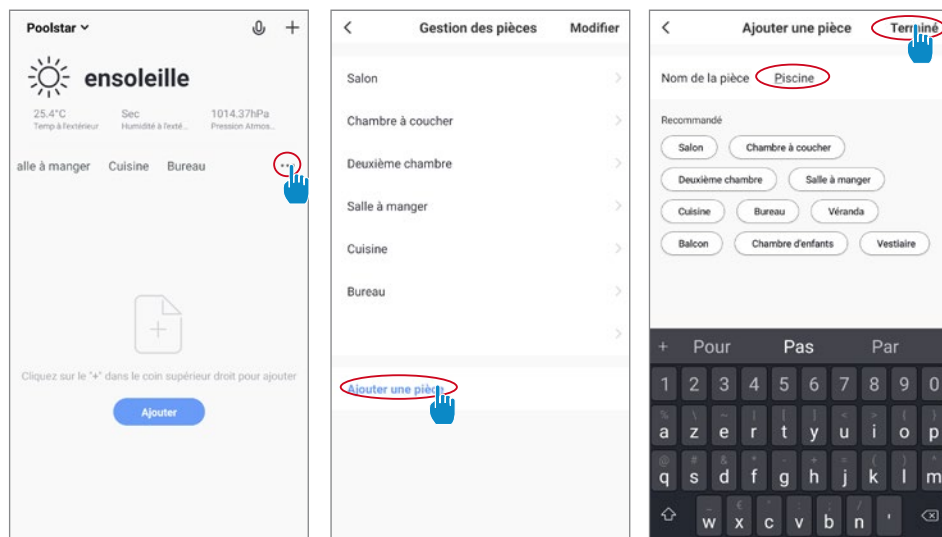 Poolstar
ensoleille
25.4°C Sec 1014.37hPa
Temp à l'extérieur Humidité à l'exté... Pression Atmos...
alle à manger Cuisine Bureau ...
Cliquez sur le "+" dans le coin supérieur droit pour ajouter
Ajouter
Gestion des pièces Modifier
Salon
Chambre à coucher
Deuxième chambre
Salle à manger
Cuisine
Bureau
Ajouter une pièce
Ajouter une pièce Terminé
Nom de la pièce Piscine
Recommandé
Salon Chambre à coucher
Deuxième chambre Salle à manger
Cuisine Bureau Véranda
Balcon Chambre d'enfants Vestiaire
+ Pour Pas Par
1 2 3 4 5 6 7 8 9 0
a z e r t y u i o p
q s d f g h j k l m
w x c v b n '